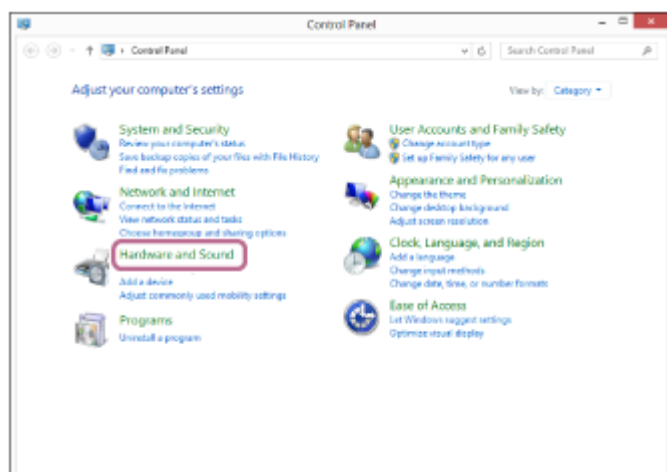 Control Panel
Control Panel
Search Control Panel
Adjust your computer's settings
View by: Category
System and Security
Review your computer's status
Save backup copies of your files with File History
Find and fix problems
Network and Internet
Connect to the Internet
View network status and tasks
Choose homegroup and sharing options
Hardware and Sound
Add a device
Adjust commonly used mobility settings
Programs
Uninstall a program
User Accounts and Family Safety
Change account type
Set up Family Safety for any user
Appearance and Personalization
Change the theme
Change desktop background
Adjust screen resolution
Clock, Language, and Region
Add a language
Change input methods
Change date, time, or number formats
Ease of Access
Let Windows suggest settings
Optimize visual display